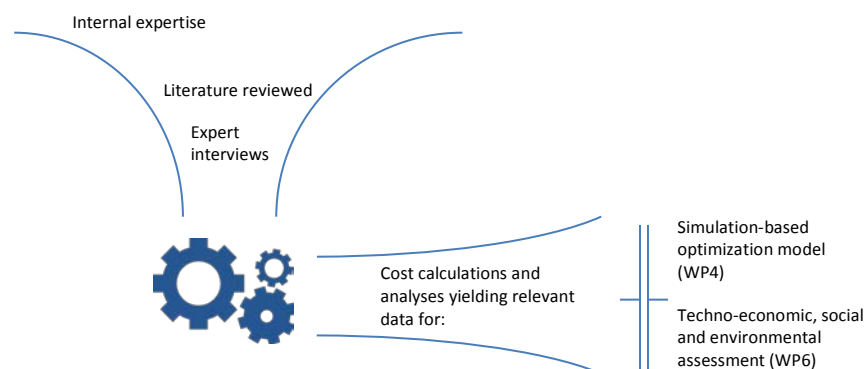 Internal expertise
Literature reviewed
Expert
interviews
Cost calculations and
analyses yielding relevant
data for:
Simulation-based
optimization model
(WP4)
Techno-economic, social
and environmental
assessment (WP6)